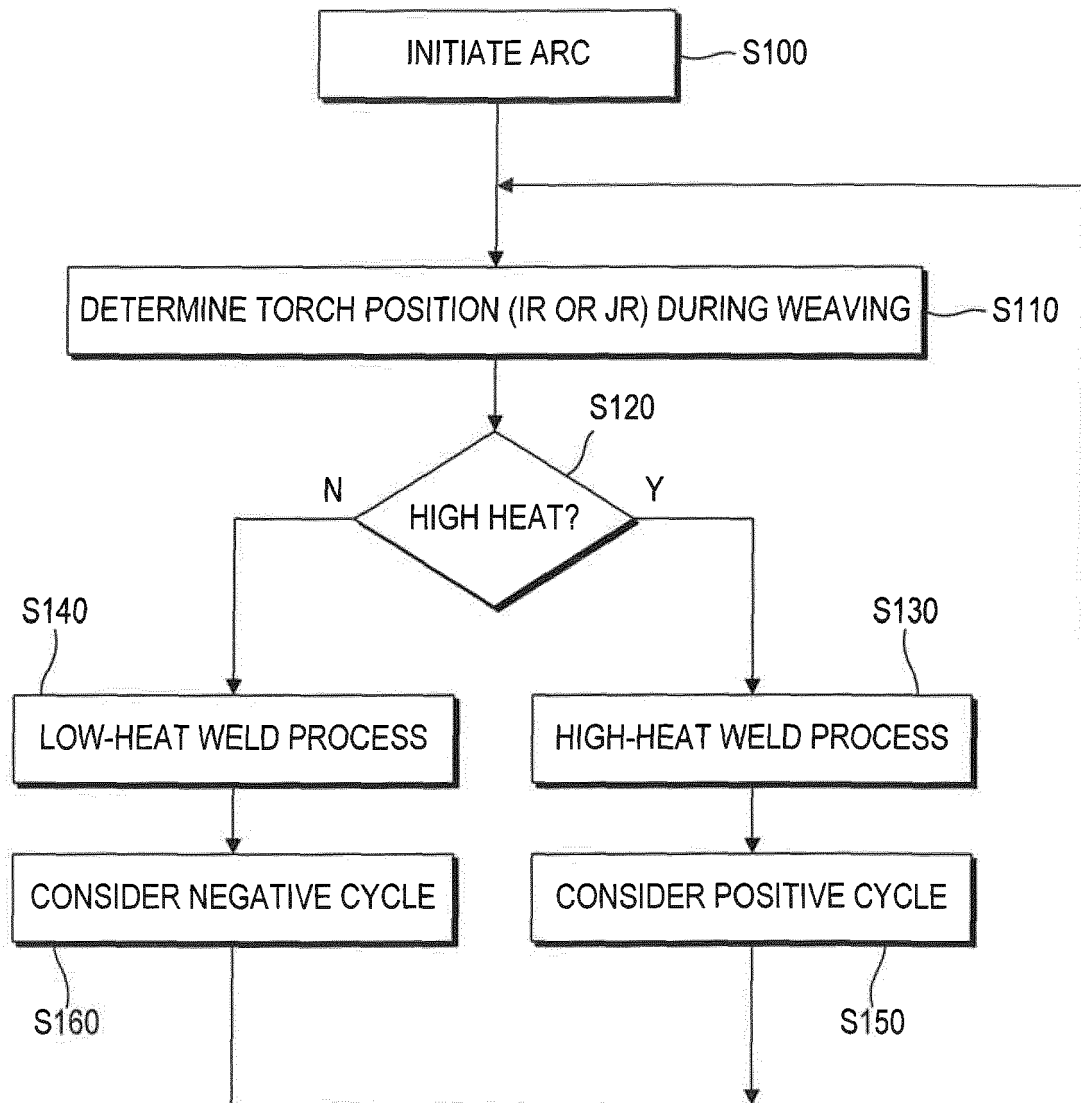 INITIATE ARC
S100
DETERMINE TORCH POSITION (IR OR JR) DURING WEAVING
S110
S120
N
HIGH HEAT?
Y
S140
S130
LOW-HEAT WELD PROCESS
HIGH-HEAT WELD PROCESS
CONSIDER NEGATIVE CYCLE
CONSIDER POSITIVE CYCLE
S160
S150